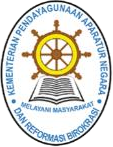 KEMENTERIAN PENDAYAGUNAAN APARATUR NEGARA
MELAYANI MASYARAKAT
DAN REFORMASI BIROKRASI